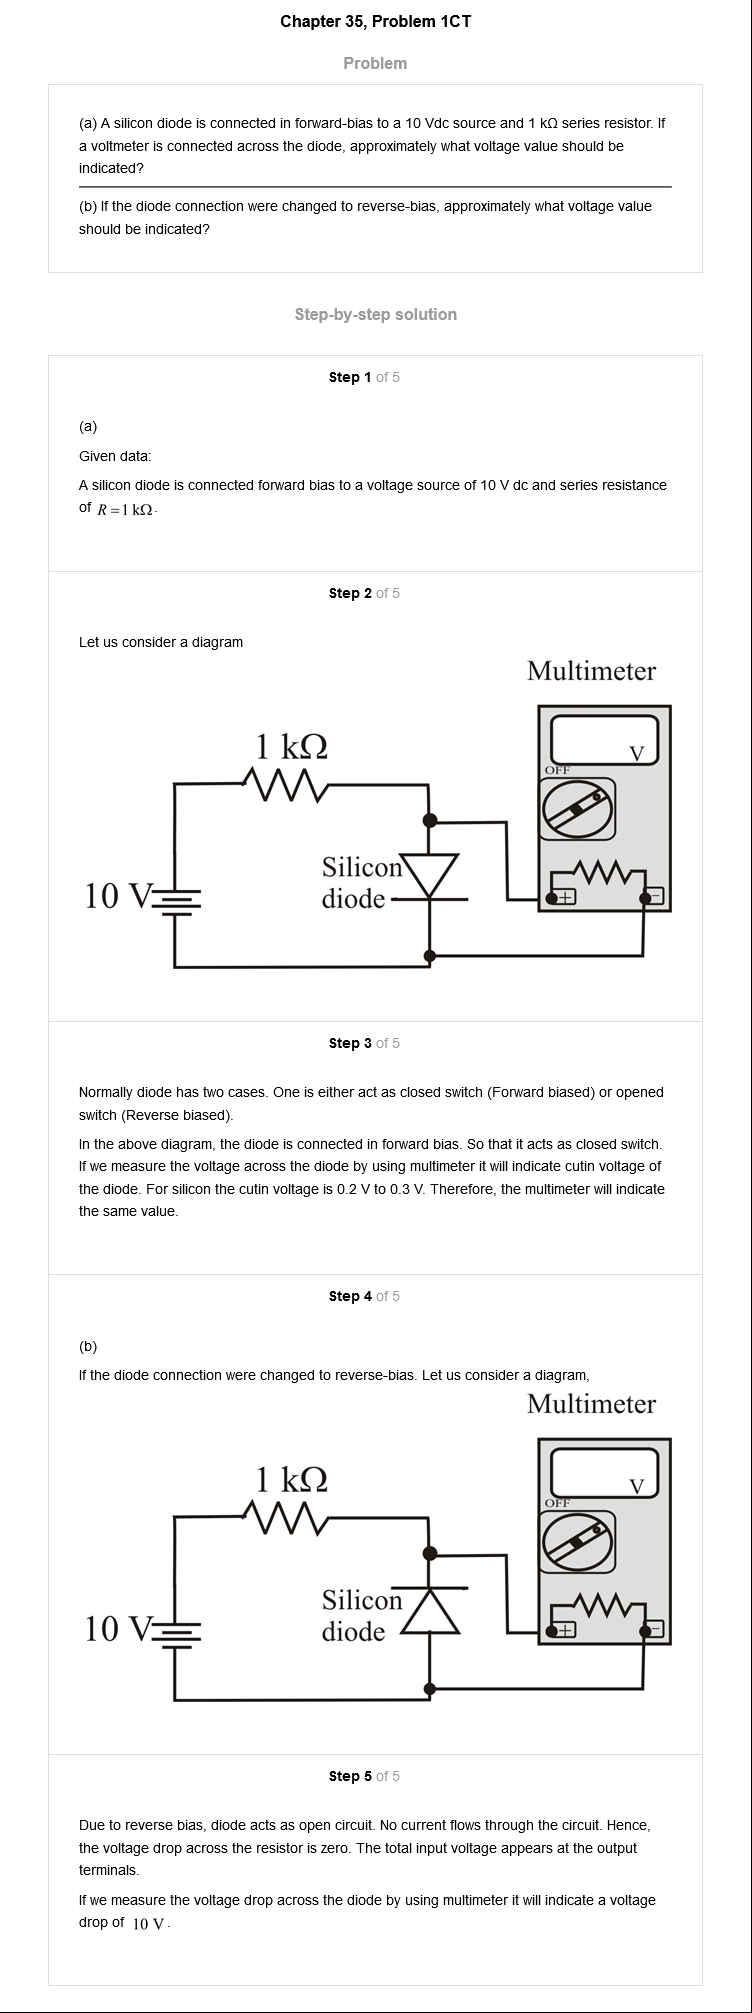 Chapter 35, Problem 1CT
Problem
(a) A silicon diode is connected in forward-bias to a 10 Vdc source and 1 kΩ series resistor. If
a voltmeter is connected across the diode, approximately what voltage value should be
indicated?
(b) If the diode connection were changed to reverse-bias, approximately what voltage value
should be indicated?
Step-by-step solution
Step 1 of 5
(a)
Given data:
A silicon diode is connected forward bias to a voltage source of 10 V dc and series resistance
of R = 1 kΩ.
Step 2 of 5
Let us consider a diagram
Multimeter
1 kΩ
V
OFF
Silicon
diode
10 V
+ −
Step 3 of 5
Normally diode has two cases. One is either act as closed switch (Forward biased) or opened
switch (Reverse biased).
In the above diagram, the diode is connected in forward bias. So that it acts as closed switch.
If we measure the voltage across the diode by using multimeter it will indicate cutin voltage of
the diode. For silicon the cutin voltage is 0.2 V to 0.3 V. Therefore, the multimeter will indicate
the same value.
Step 4 of 5
(b)
If the diode connection were changed to reverse-bias. Let us consider a diagram,
Multimeter
1 kΩ
V
OFF
Silicon
diode
10 V
+ −
Step 5 of 5
Due to reverse bias, diode acts as open circuit. No current flows through the circuit. Hence,
the voltage drop across the resistor is zero. The total input voltage appears at the output
terminals.
If we measure the voltage drop across the diode by using multimeter it will indicate a voltage
drop of 10 V.